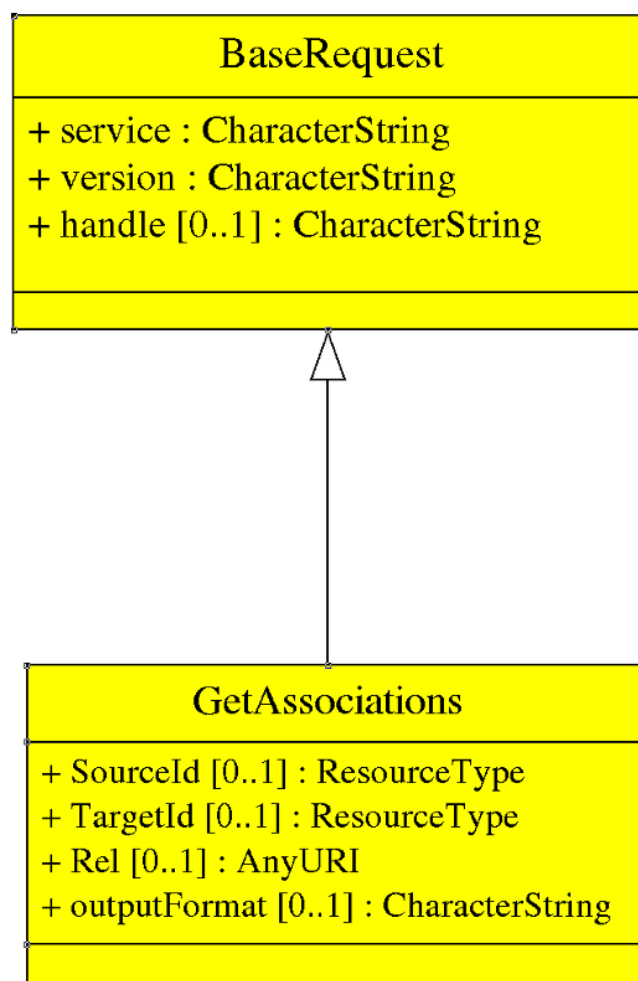 BaseRequest
+ service : CharacterString
+ version : CharacterString
+ handle [0..1] : CharacterString
GetAssociations
+ SourceId [0..1] : ResourceType
+ TargetId [0..1] : ResourceType
+ Rel [0..1] : AnyURI
+ outputFormat [0..1] : CharacterString